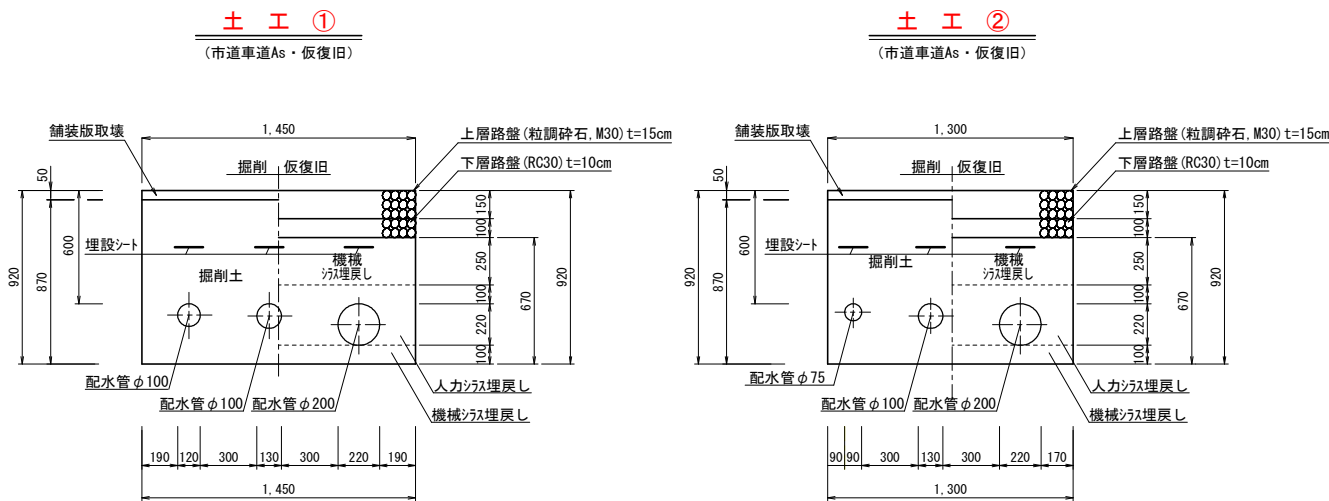 土 工 ①
(市道車道As・仮復旧)
舗装版取壊
1,450
上層路盤(粒調砕石,M30)t=15cm
下層路盤(RC30)t=10cm
掘削
仮復旧
50
920
870
600
埋設シート
掘削土
機械
シラス埋戻し
150
100
250
100
220
100
670
920
配水管φ100
配水管φ100
配水管φ200
人力シラス埋戻し
機械シラス埋戻し
190
120
300
130
300
220
190
1,450
土 工 ②
(市道車道As・仮復旧)
舗装版取壊
1,300
上層路盤(粒調砕石,M30)t=15cm
下層路盤(RC30)t=10cm
掘削
仮復旧
50
920
870
600
埋設シート
掘削土
機械
シラス埋戻し
150
100
250
100
220
100
670
920
配水管φ75
配水管φ100
配水管φ200
人力シラス埋戻し
機械シラス埋戻し
90
90
300
130
300
220
170
1,300